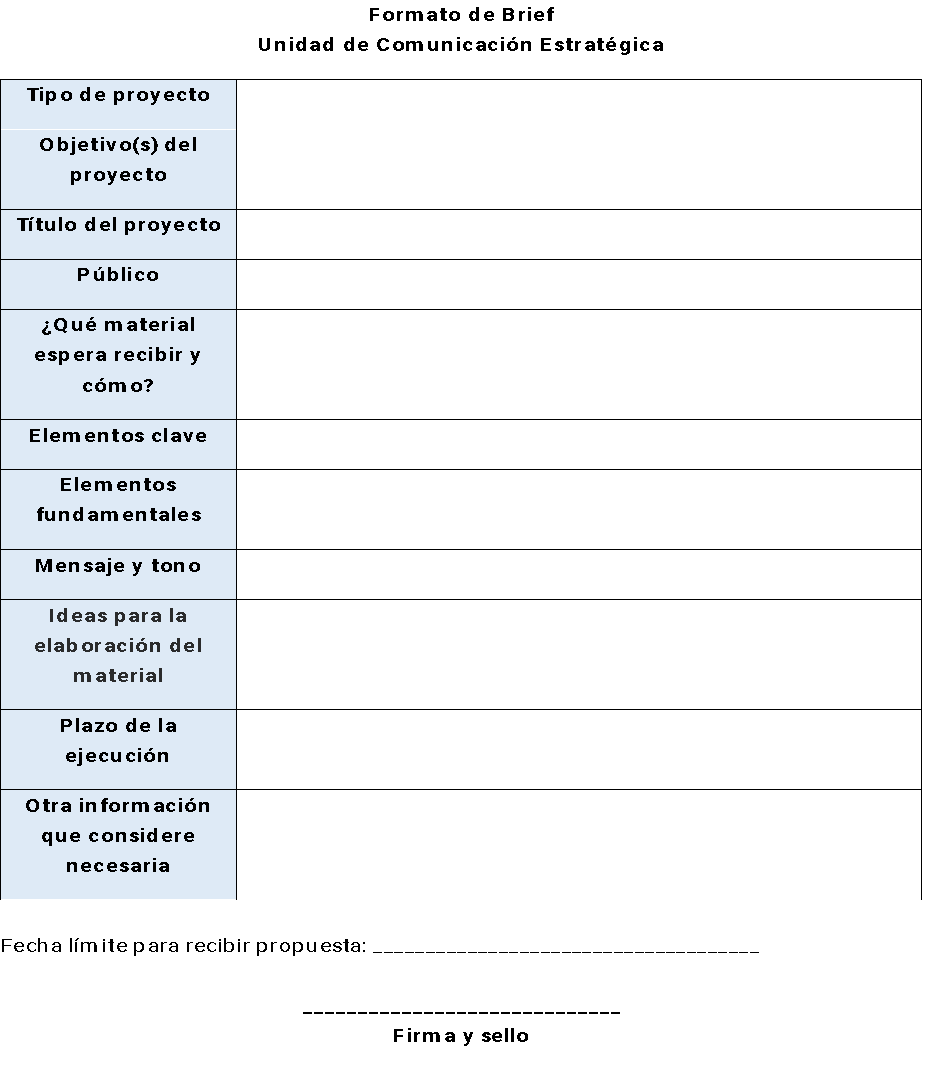 Formato de Brief
Unidad de Comunicación Estratégica
Tipo de proyecto
Objetivo(s) del
proyecto
Título del proyecto
Público
¿Qué material
espera recibir y
cómo?
Elementos clave
Elementos
fundamentales
Mensaje y tono
Ideas para la
elaboración del
material
Plazo de la
ejecución
Otra información
que considere
necesaria
Fecha límite para recibir propuesta: _____________________________________
_____________________________
Firma y sello